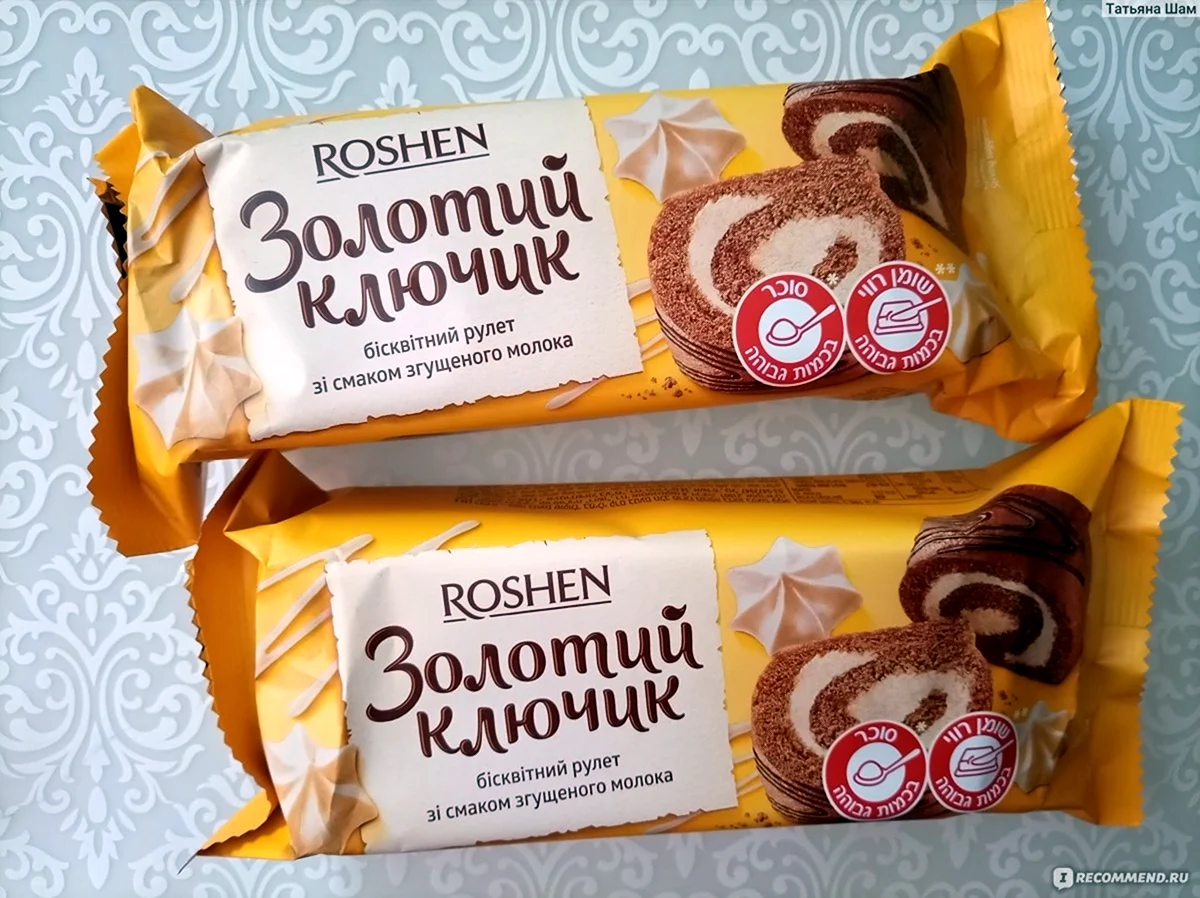 Татьяна Шам
ROSHEN
Золотий
ключик
бісквітний рулет
зі смаком згущеного молока
סוכר
בכמות גבוהה
שומן רווי
בכמות גבוהה
ROSHEN
Золотий
ключик
бісквітний рулет
зі смаком згущеного молока
סוכר
בכמות גבוהה
שומן רווי
בכמות גבוהה
IRECOMMEND.RU